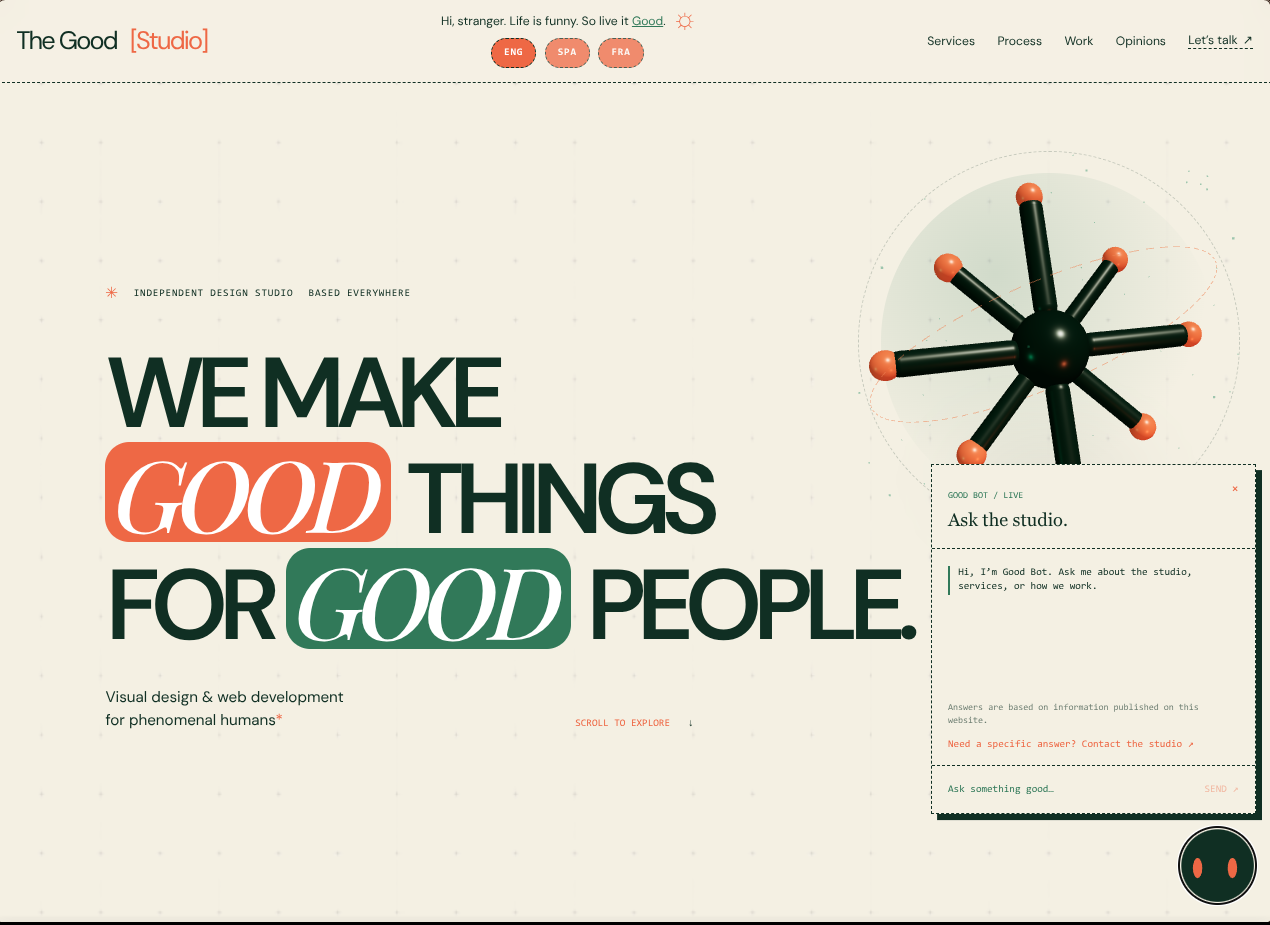 The Good [Studio]
Hi, stranger. Life is funny. So live it Good.
ENG SPA FRA
Services Process Work Opinions Let's talk ↗
INDEPENDENT DESIGN STUDIO BASED EVERYWHERE
WE MAKE
GOOD THINGS
FOR GOOD PEOPLE.
Visual design & web development
for phenomenal humans*
SCROLL TO EXPLORE ↓
GOOD BOT / LIVE
×
Ask the studio.
Hi, I'm Good Bot. Ask me about the studio,
services, or how we work.
Answers are based on information published on this
website.
Need a specific answer? Contact the studio ↗
Ask something good…
SEND ↗